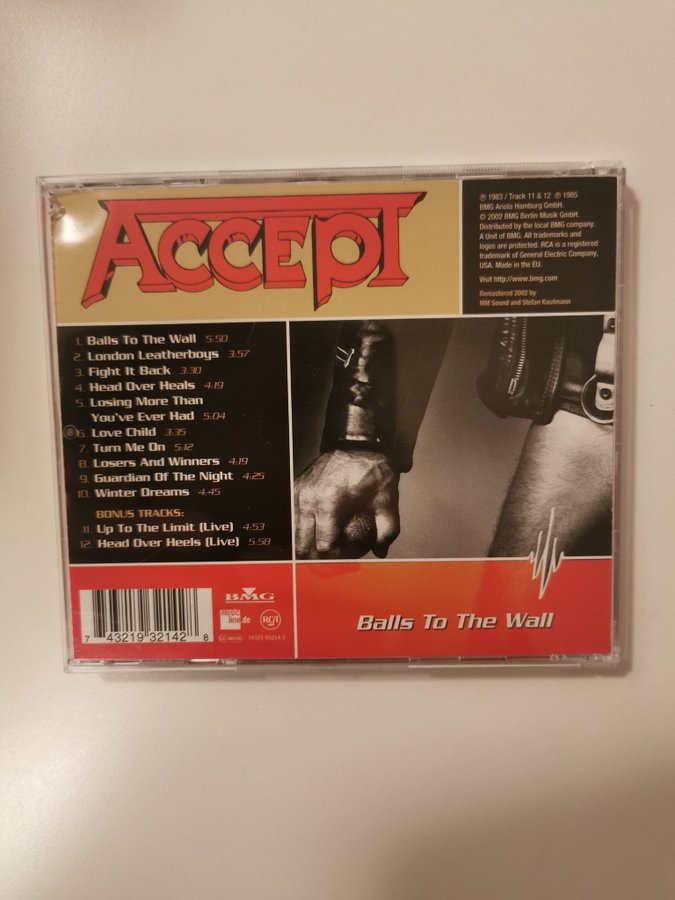 ACCEPT
℗ 1983 / Track 11 & 12 ℗ 1985
BMG Ariola Hamburg GmbH.
© 2002 BMG Berlin Musik GmbH.
Distributed by the local BMG company.
A Unit of BMG. All trademarks and
logos are protected. RCA is a registered
trademark of General Electric Company,
USA. Made in the EU.
Visit http://www.bmg.com
Remastered 2002 by
MM Sound and Stefan Kaufmann
1. Balls To The Wall 5:50
2. London Leatherboys 3:57
3. Fight It Back 3:30
4. Head Over Heals 4:19
5. Losing More Than
You've Ever Had 5:04
6. Love Child 3:35
7. Turn Me On 5:12
8. Losers And Winners 4:19
9. Guardian Of The Night 4:25
10. Winter Dreams 4:45
BONUS TRACKS:
11. Up To The Limit (Live) 4:53
12. Head Over Heels (Live) 5:58
7 43219 32142 8
BMG
music
line.de
RCA
74321 93214 2
Balls To The Wall